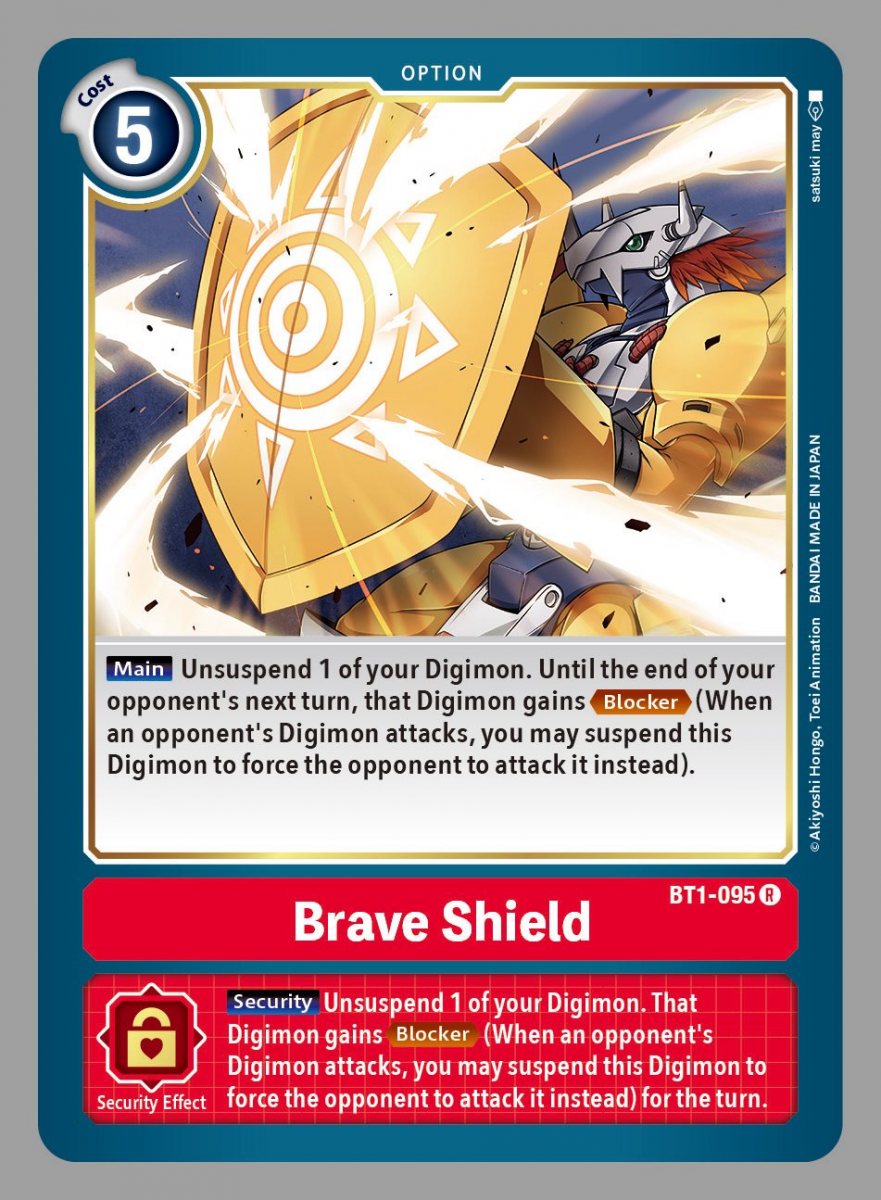 OPTION
Cost
5
satsuki may
Main Unsuspend 1 of your Digimon. Until the end of your
opponent's next turn, that Digimon gains Blocker (When
an opponent's Digimon attacks, you may suspend this
Digimon to force the opponent to attack it instead).
©Akiyoshi Hongo, Toei Animation BANDAI MADE IN JAPAN
BT1-095 R
Brave Shield
Security Unsuspend 1 of your Digimon. That
Digimon gains Blocker (When an opponent's
Digimon attacks, you may suspend this Digimon to
force the opponent to attack it instead) for the turn.
Security Effect